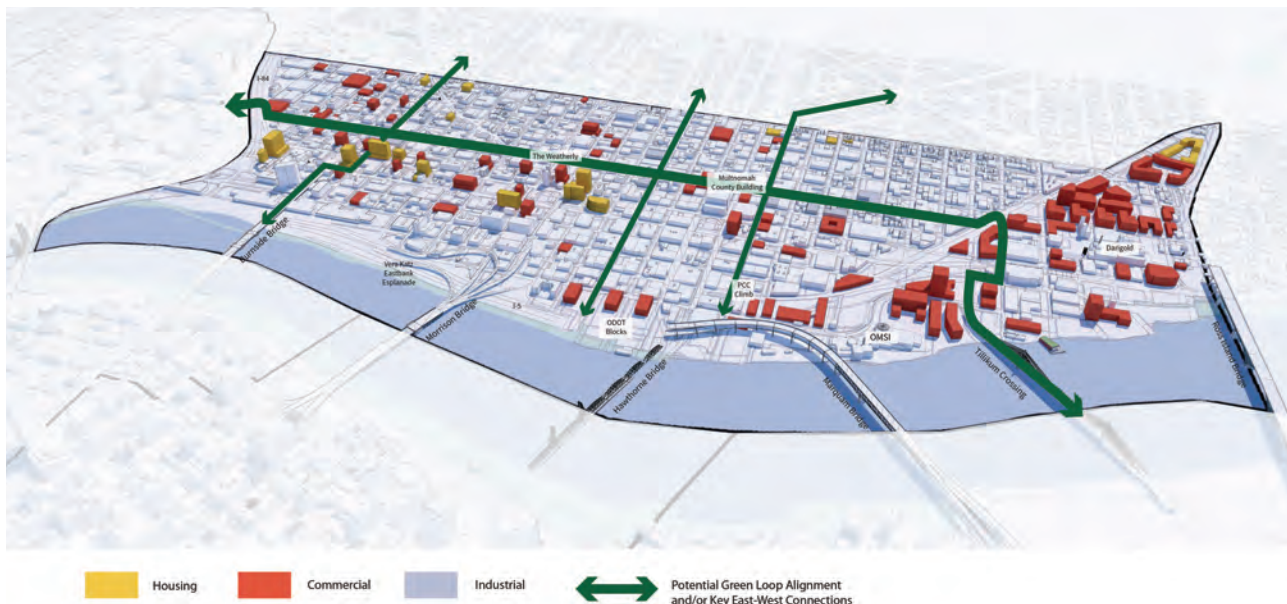 I-84
The Weatherly
Multnomah
County Building
Burnside Bridge
Vera Katz
Eastbank
Esplanade
Morrison Bridge
I-5
ODOT
Blocks
PCC
Climb
OMSI
Darigold
Hawthorne Bridge
Marquam Bridge
Tillikum Crossing
Ross Island Bridge
Housing
Commercial
Industrial
Potential Green Loop Alignment
and/or Key East-West Connections